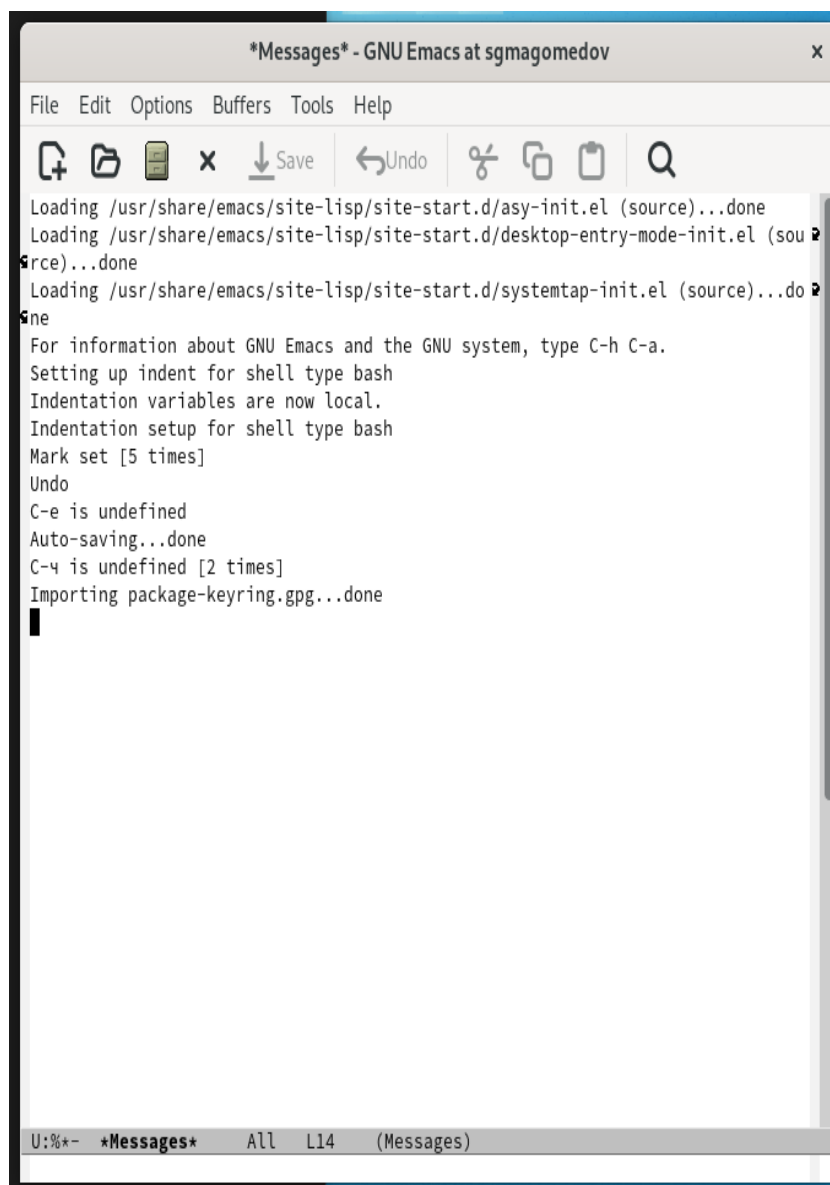 *Messages* - GNU Emacs at sgmagomedov
File Edit Options Buffers Tools Help
Save Undo
Loading /usr/share/emacs/site-lisp/site-start.d/asy-init.el (source)...done
Loading /usr/share/emacs/site-lisp/site-start.d/desktop-entry-mode-init.el (sou
rce)...done
Loading /usr/share/emacs/site-lisp/site-start.d/systemtap-init.el (source)...do
ne
For information about GNU Emacs and the GNU system, type C-h C-a.
Setting up indent for shell type bash
Indentation variables are now local.
Indentation setup for shell type bash
Mark set [5 times]
Undo
C-e is undefined
Auto-saving...done
C-ч is undefined [2 times]
Importing package-keyring.gpg...done
U:%*- *Messages* All L14 (Messages)